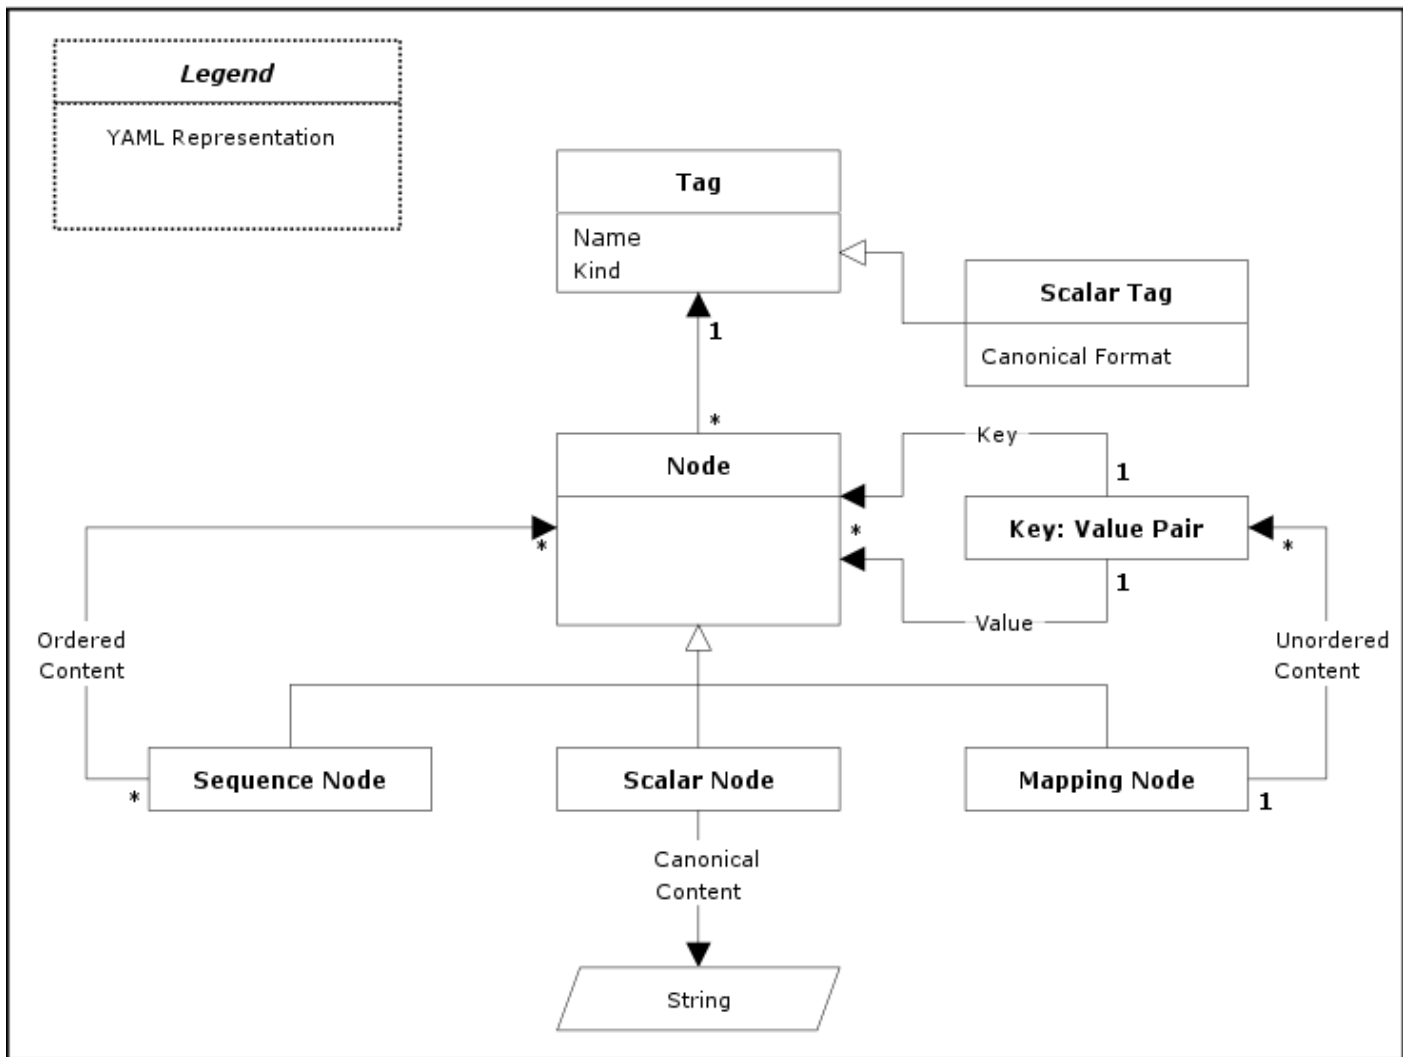 Legend
YAML Representation
Tag
Name
Kind
Scalar Tag
Canonical Format
1
*
Node
Key
1
Key: Value Pair
*
*
*
1
Value
Ordered
Content
Unordered
Content
Sequence Node
Scalar Node
Mapping Node
*
1
Canonical
Content
String